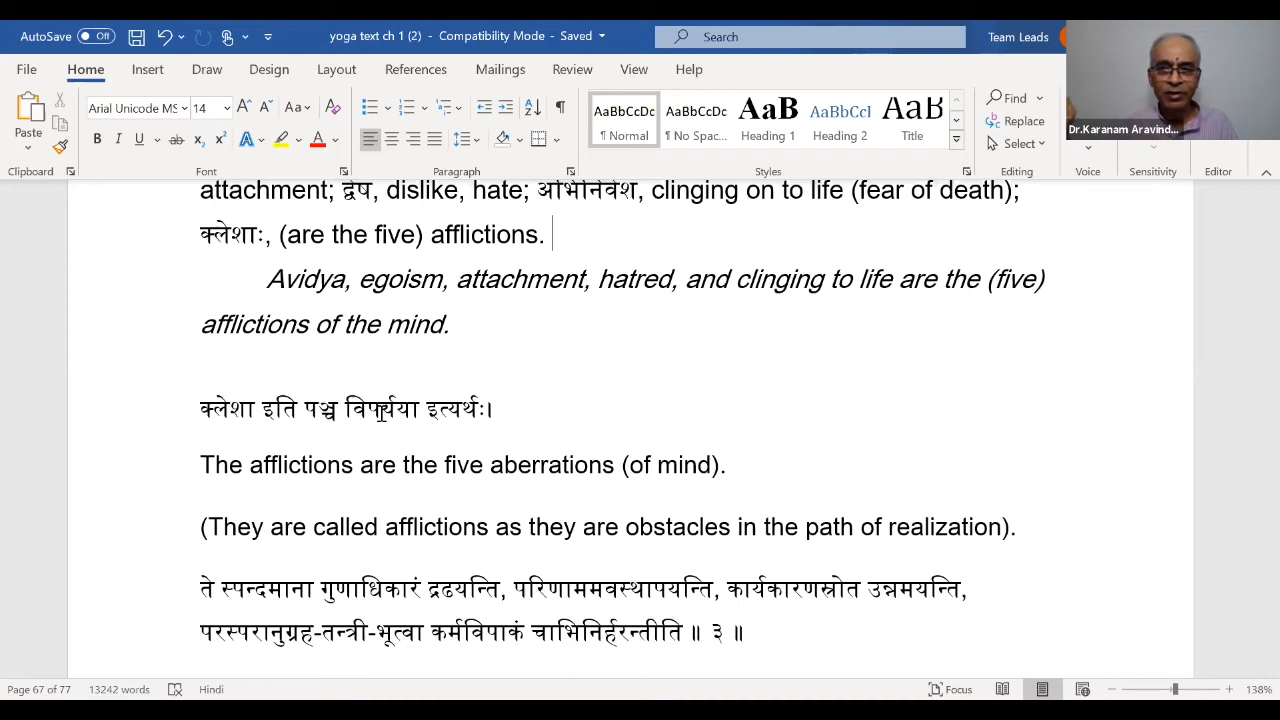 AutoSave Off yoga text ch 1 (2) - Compatibility Mode - Saved Search Team Leads
File Home Insert Draw Design Layout References Mailings Review View Help
Paste Arial Unicode MS 14 Aa AaBbCcDc AaBbCcDc AaB AaBbCcI AaB Find
B I U ab x₂ x² A A ¶ Normal ¶ No Spac... Heading 1 Heading 2 Title Replace
Select
Clipboard Font Paragraph Styles Voice Sensitivity Editor
Dr.Karanam Aravind...
attachment; द्वेष, dislike, hate; अभिनिवेश, clinging on to life (fear of death);
क्लेशाः, (are the five) afflictions.
Avidya, egoism, attachment, hatred, and clinging to life are the (five)
afflictions of the mind.
क्लेशा इति पञ्च विपर्यया इत्यर्थः।
The afflictions are the five aberrations (of mind).
(They are called afflictions as they are obstacles in the path of realization).
ते स्पन्दमाना गुणाधिकारं द्रढयन्ति, परिणाममवस्थापयन्ति, कार्यकारणस्रोत उन्नमयन्ति,
परस्परानुग्रह-तन्त्री-भूत्वा कर्मविपाकं चाभिनिर्हरन्तीति ॥ ३ ॥
Page 67 of 77 13242 words Hindi Focus 138%